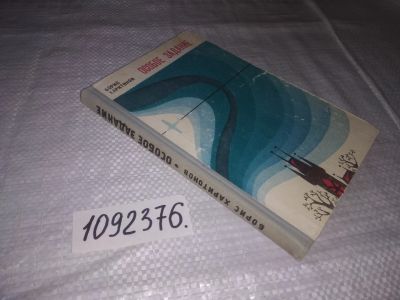 БОРИС
ХАРИТОНОВ
ОСОБОЕ ЗАДАНИЕ
БОРИС ХАРИТОНОВ • ОСОБОЕ ЗАДАНИЕ
1092376.